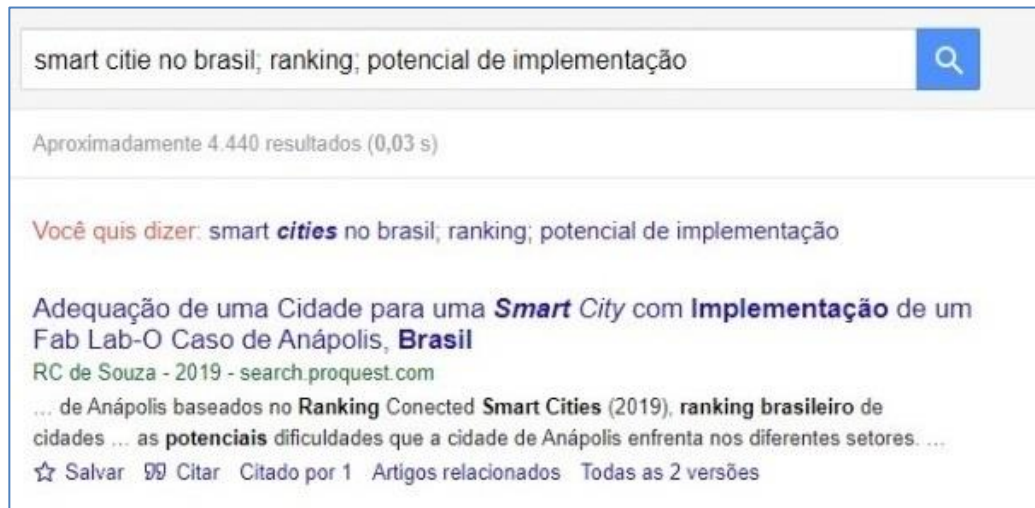 smart citie no brasil; ranking; potencial de implementação
Aproximadamente 4.440 resultados (0,03 s)
Você quis dizer: smart cities no brasil; ranking; potencial de implementação
Adequação de uma Cidade para uma Smart City com Implementação de um
Fab Lab-O Caso de Anápolis, Brasil
RC de Souza - 2019 - search.proquest.com
... de Anápolis baseados no Ranking Conected Smart Cities (2019), ranking brasileiro de
cidades ... as potenciais dificuldades que a cidade de Anápolis enfrenta nos diferentes setores. ...
Salvar Citar Citado por 1 Artigos relacionados Todas as 2 versões